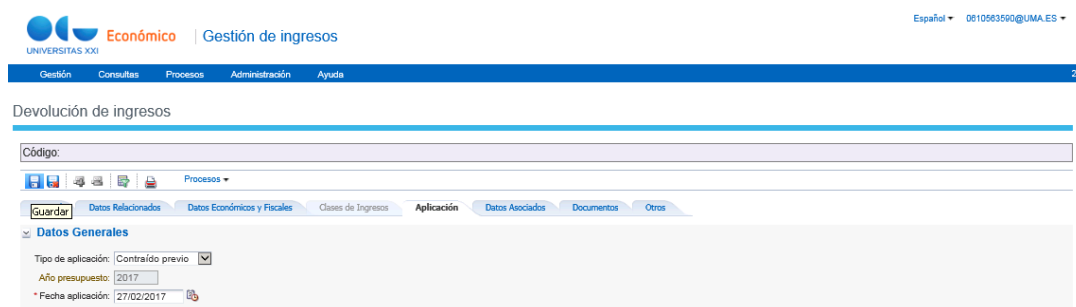 Español 0610563590@UMA.ES
UNIVERSITAS XXI Económico Gestión de ingresos
Gestión Consultas Procesos Administración Ayuda 2
Devolución de ingresos
Código:
Procesos
Guardar Datos Relacionados Datos Económicos y Fiscales Clases de Ingresos Aplicación Datos Asociados Documentos Otros
Datos Generales
Tipo de aplicación: Contraído previo
Año presupuesto: 2017
* Fecha aplicación: 27/02/2017